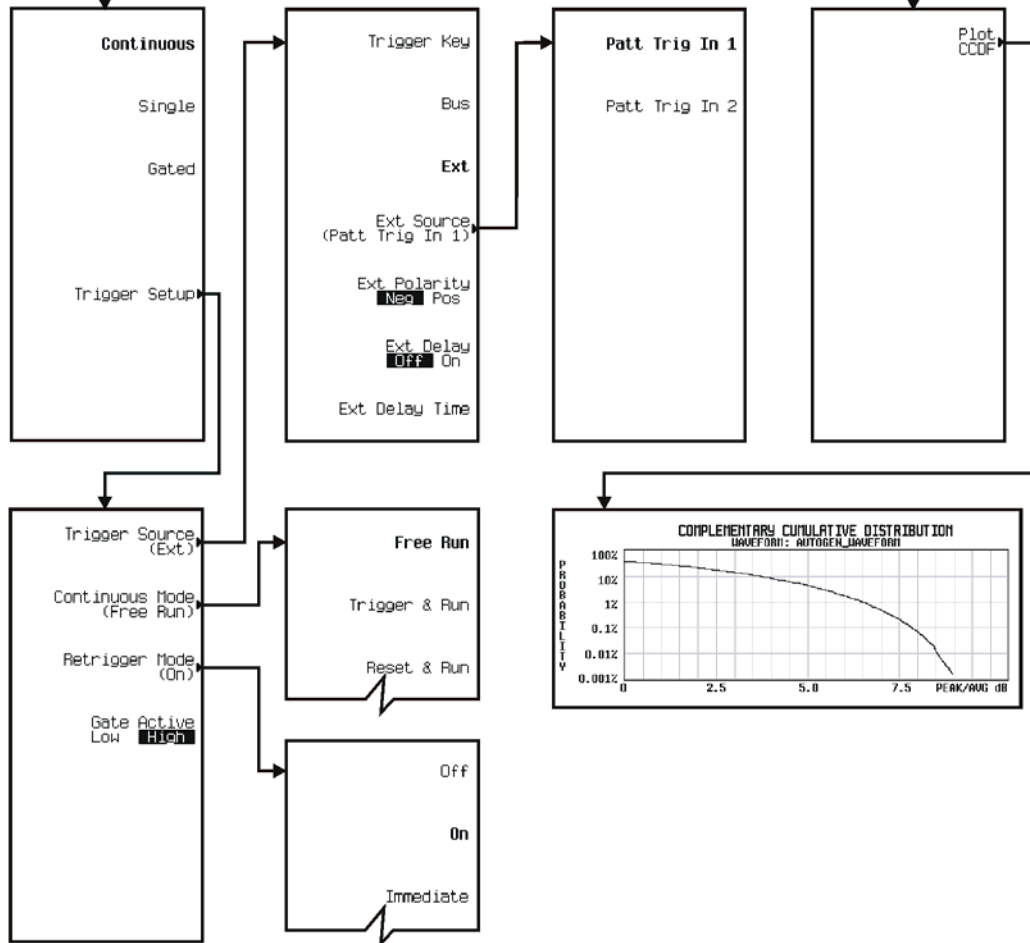 Continuous
Single
Gated
Trigger Setup
Trigger Key
Bus
Ext
Ext Source
(Patt Trig In 1)
Ext Polarity
Neg Pos
Ext Delay
Off On
Ext Delay Time
Patt Trig In 1
Patt Trig In 2
Plot
CCDF
Trigger Source
(Ext)
Continuous Mode
(Free Run)
Retrigger Mode
(On)
Gate Active
Low High
Free Run
Trigger & Run
Reset & Run
Off
On
Immediate
COMPLEMENTARY CUMULATIVE DISTRIBUTION
WAVEFORM: AUTOGEN_WAVEFORM
PROBABILITY
100%
10%
1%
0.1%
0.01%
0.001%
0 2.5 5.0 7.5 PEAK/AVG dB